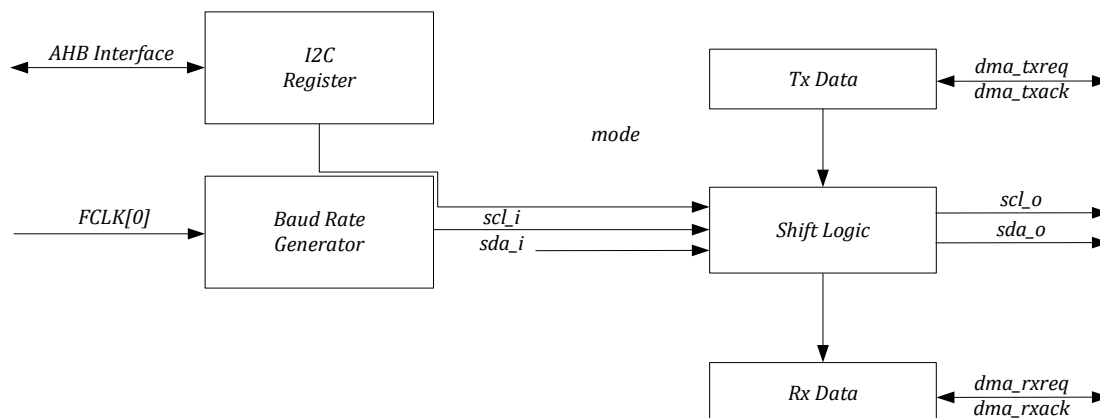 AHB Interface
I2C
Register
Tx Data
dma_txreq
dma_txack
mode
FCLK[0]
Baud Rate
Generator
scl_i
sda_i
Shift Logic
scl_o
sda_o
Rx Data
dma_rxreq
dma_rxack